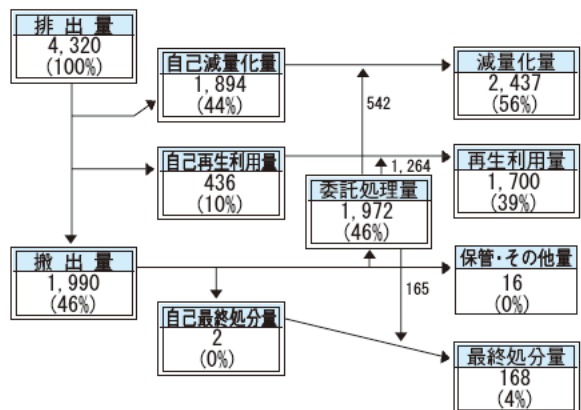 排出量
4,320
(100%)
自己減量化量
1,894
(44%)
減量化量
2,437
(56%)
542
自己再生利用量
436
(10%)
1,264
再生利用量
1,700
(39%)
委託処理量
1,972
(46%)
搬出量
1,990
(46%)
保管・その他量
16
(0%)
165
自己最終処分量
2
(0%)
最終処分量
168
(4%)